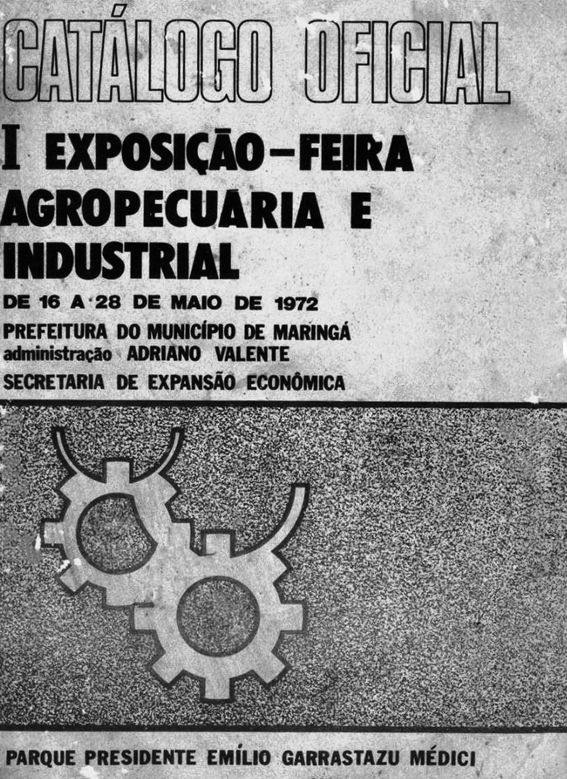 CATÁLOGO OFICIAL
I EXPOSIÇÃO-FEIRA
AGROPECUARIA E
INDUSTRIAL
DE 16 A 28 DE MAIO DE 1972
PREFEITURA DO MUNICÍPIO DE MARINGÁ
administração ADRIANO VALENTE
SECRETARIA DE EXPANSÃO ECONÔMICA
PARQUE PRESIDENTE EMÍLIO GARRASTAZU MÉDICI